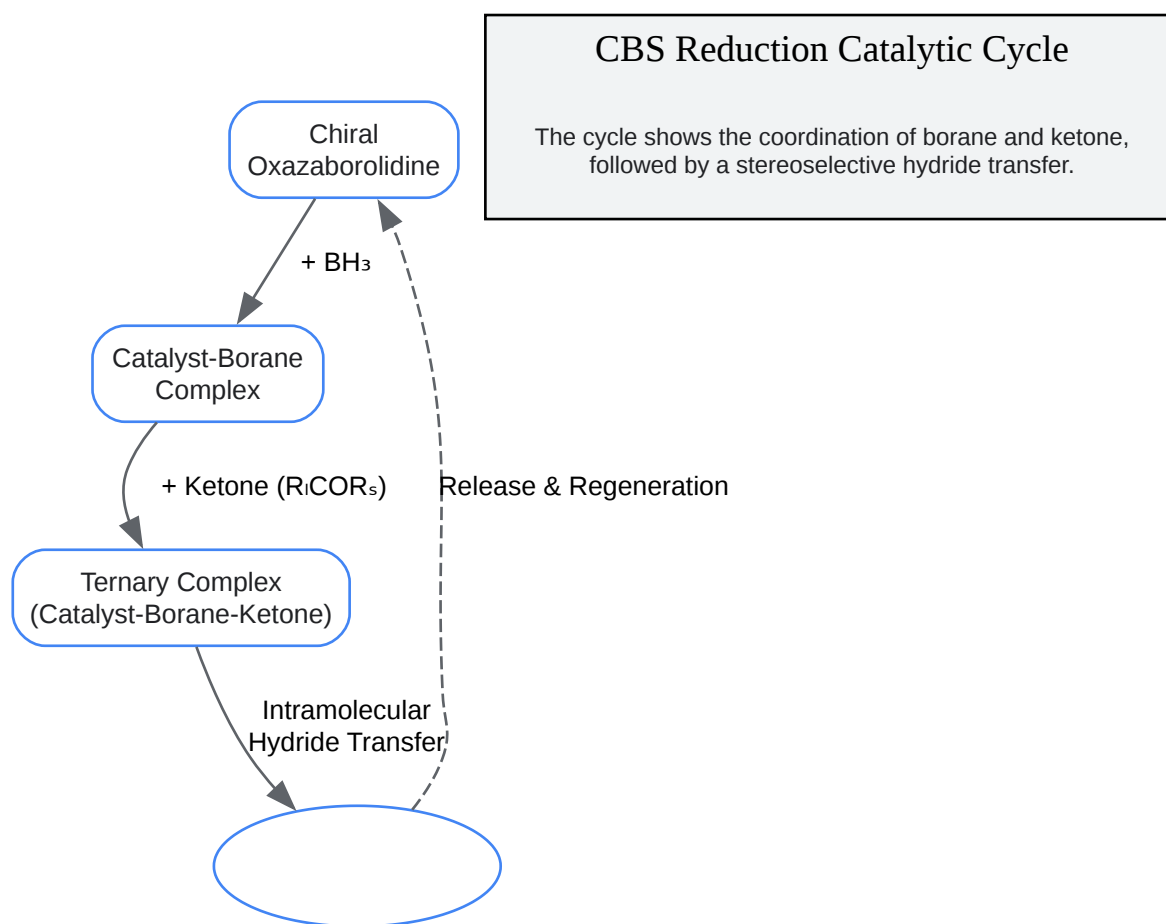 CBS Reduction Catalytic Cycle
The cycle shows the coordination of borane and ketone,
followed by a stereoselective hydride transfer.
Chiral
Oxazaborolidine
+ BH₃
Catalyst-Borane
Complex
+ Ketone (RₗCORₛ)
Release & Regeneration
Ternary Complex
(Catalyst-Borane-Ketone)
Intramolecular
Hydride Transfer